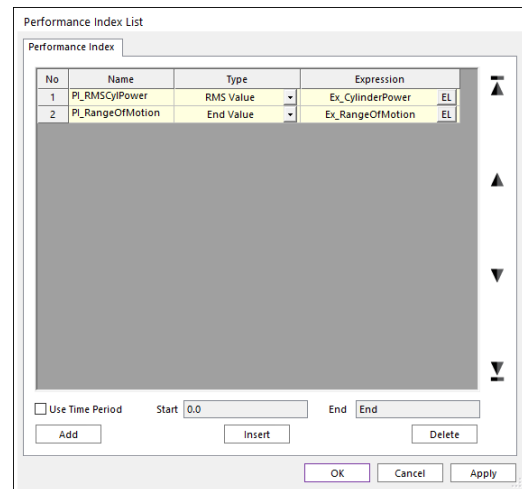 Performance Index List
Performance Index
No Name Type Expression
1 PI_RMSCylPower RMS Value Ex_CylinderPower EL
2 PI_RangeOfMotion End Value Ex_RangeOfMotion EL
Use Time Period Start 0.0 End End
Add Insert Delete
OK Cancel Apply